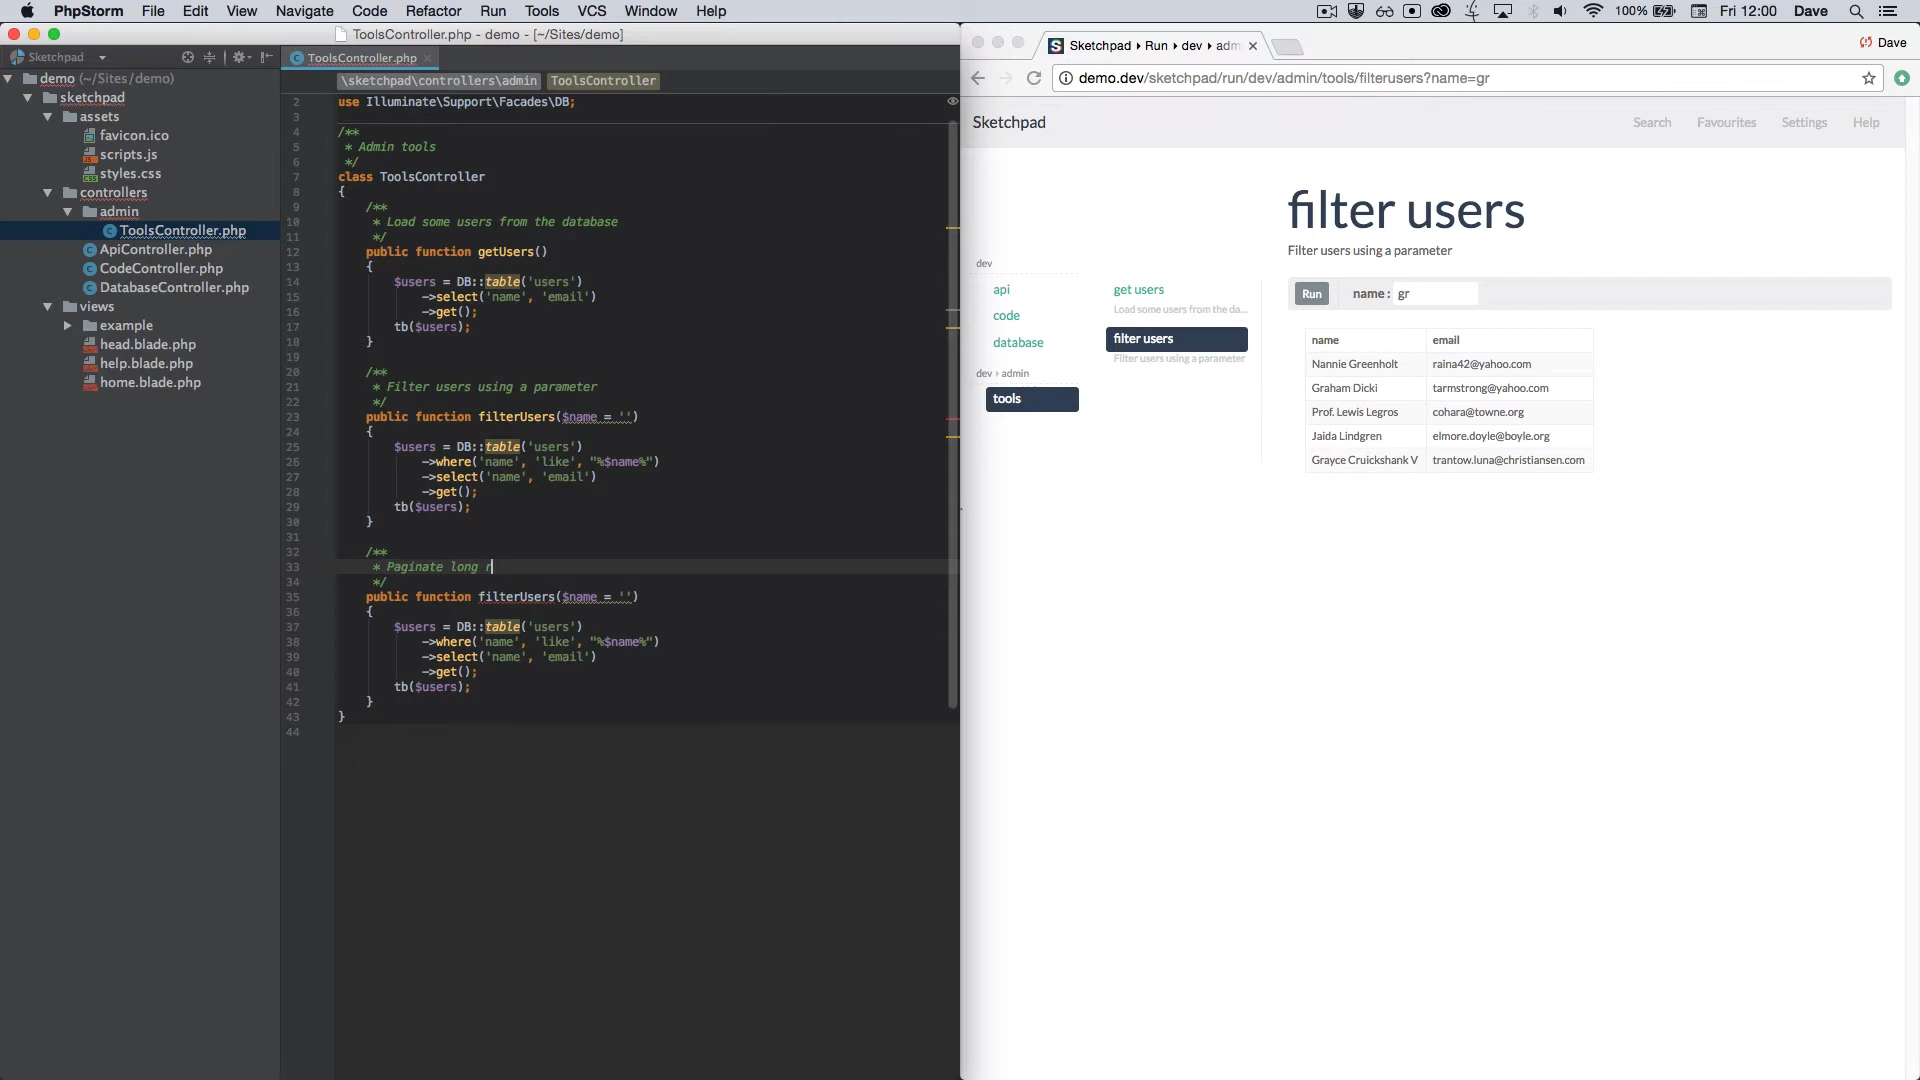 PhpStorm File Edit View Navigate Code Refactor Run Tools VCS Window Help
100% Fri 12:00 Dave
ToolsController.php - demo - [~/Sites/demo]
Sketchpad
demo (~/Sites/demo)
sketchpad
assets
favicon.ico
scripts.js
styles.css
controllers
admin
ToolsController.php
ApiController.php
CodeController.php
DatabaseController.php
views
example
head.blade.php
help.blade.php
home.blade.php
ToolsController.php
\sketchpad\controllers\admin ToolsController
2 use Illuminate\Support\Facades\DB;
3
4 /**
5 * Admin tools
6 */
7 class ToolsController
8 {
9 /**
10 * Load some users from the database
11 */
12 public function getUsers()
13 {
14 $users = DB::table('users')
15 ->select('name', 'email')
16 ->get();
17 tb($users);
18 }
19
20 /**
21 * Filter users using a parameter
22 */
23 public function filterUsers($name = '')
24 {
25 $users = DB::table('users')
26 ->where('name', 'like', "%$name%")
27 ->select('name', 'email')
28 ->get();
29 tb($users);
30 }
31
32 /**
33 * Paginate long r
34 */
35 public function filterUsers($name = '')
36 {
37 $users = DB::table('users')
38 ->where('name', 'like', "%$name%")
39 ->select('name', 'email')
40 ->get();
41 tb($users);
42 }
43 }
44
Sketchpad ▸ Run ▸ dev ▸ adm
Dave
demo.dev/sketchpad/run/dev/admin/tools/filterusers?name=gr
Sketchpad Search Favourites Settings Help
dev
api
code
database
dev ▸ admin
tools
get users
Load some users from the da...
filter users
Filter users using a parameter
filter users
Filter users using a parameter
Run name : gr
name email
Nannie Greenholt raina42@yahoo.com
Graham Dicki tarmstrong@yahoo.com
Prof. Lewis Legros cohara@towne.org
Jaida Lindgren elmore.doyle@boyle.org
Grayce Cruickshank V trantow.luna@christiansen.com